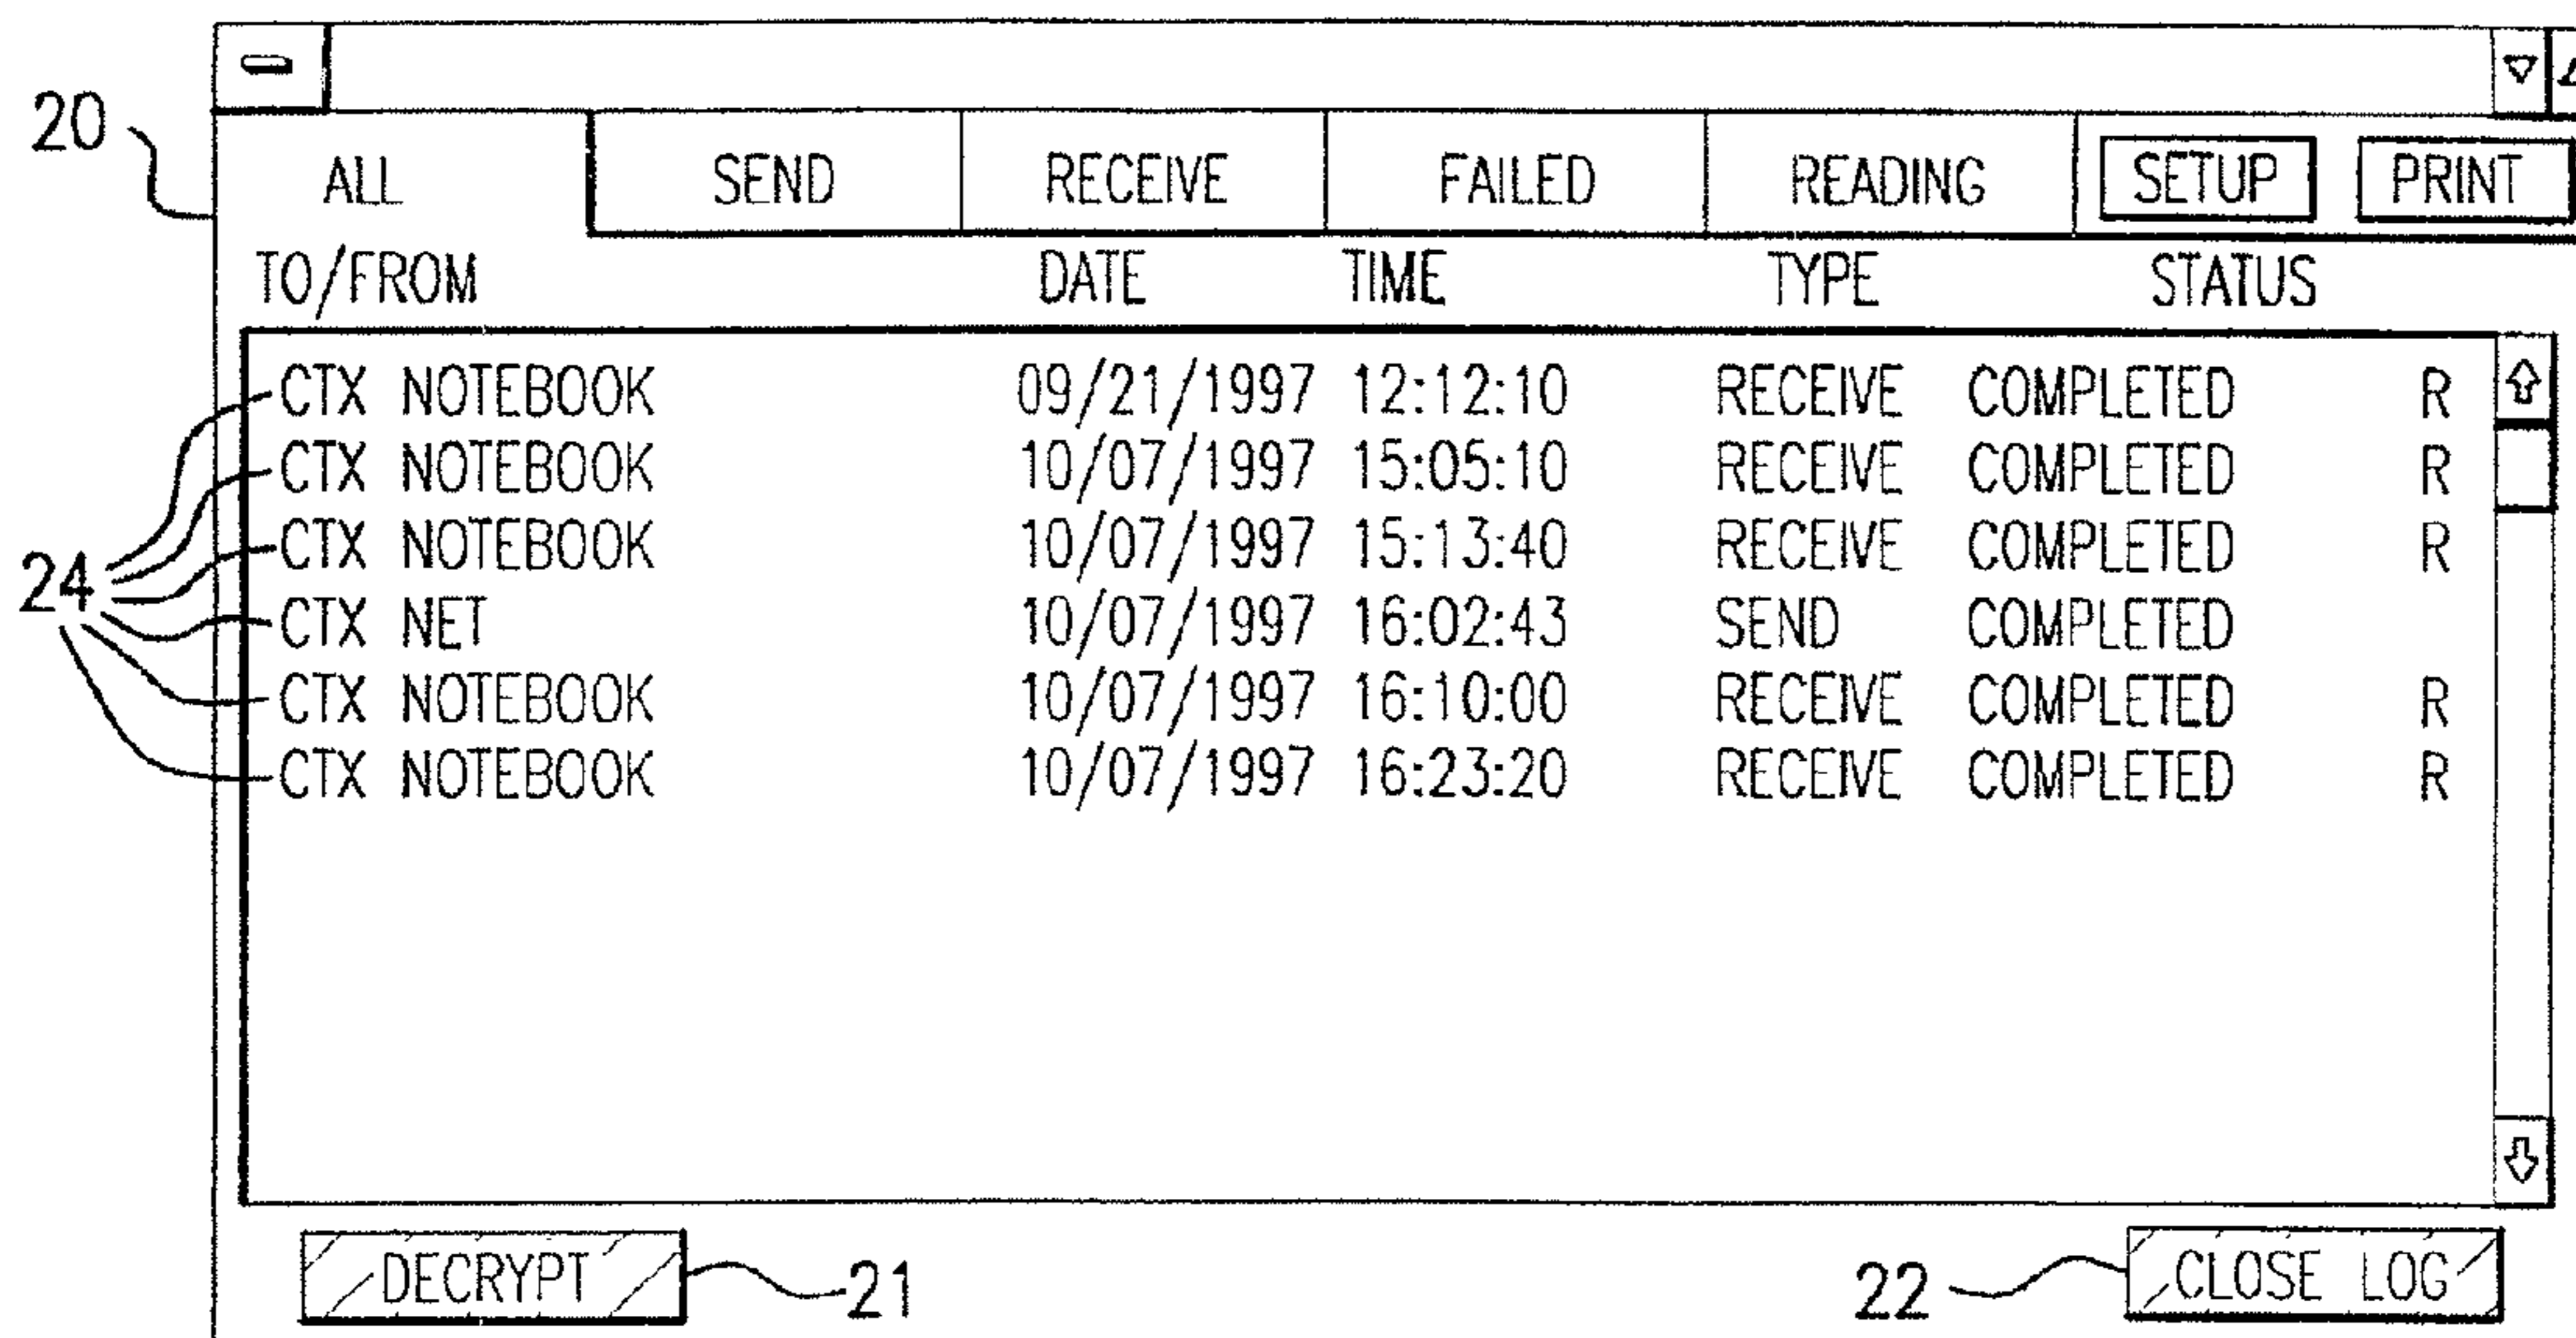 20
ALL SEND RECEIVE FAILED READING SETUP PRINT
TO/FROM DATE TIME TYPE STATUS
CTX NOTEBOOK 09/21/1997 12:12:10 RECEIVE COMPLETED R
CTX NOTEBOOK 10/07/1997 15:05:10 RECEIVE COMPLETED R
CTX NOTEBOOK 10/07/1997 15:13:40 RECEIVE COMPLETED R
24 CTX NET 10/07/1997 16:02:43 SEND COMPLETED
CTX NOTEBOOK 10/07/1997 16:10:00 RECEIVE COMPLETED R
CTX NOTEBOOK 10/07/1997 16:23:20 RECEIVE COMPLETED R
DECRYPT 21 22 CLOSE LOG